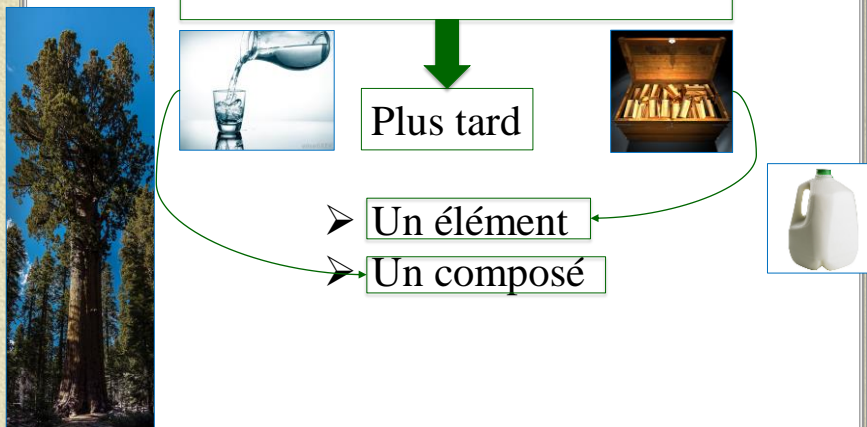 Plus tard
➢ Un élément
➢ Un composé